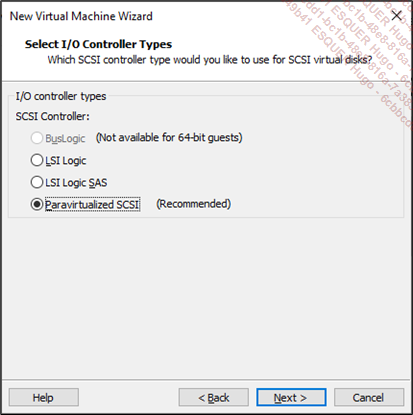 New Virtual Machine Wizard
Select I/O Controller Types
Which SCSI controller type would you like to use for SCSI virtual disks?
I/O controller types
SCSI Controller:
BusLogic (Not available for 64-bit guests)
LSI Logic
LSI Logic SAS
Paravirtualized SCSI (Recommended)
Help < Back Next > Cancel